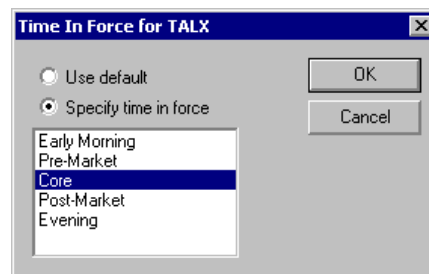 Time In Force for TALX
Use default
OK
Specify time in force
Cancel
Early Morning
Pre-Market
Core
Post-Market
Evening